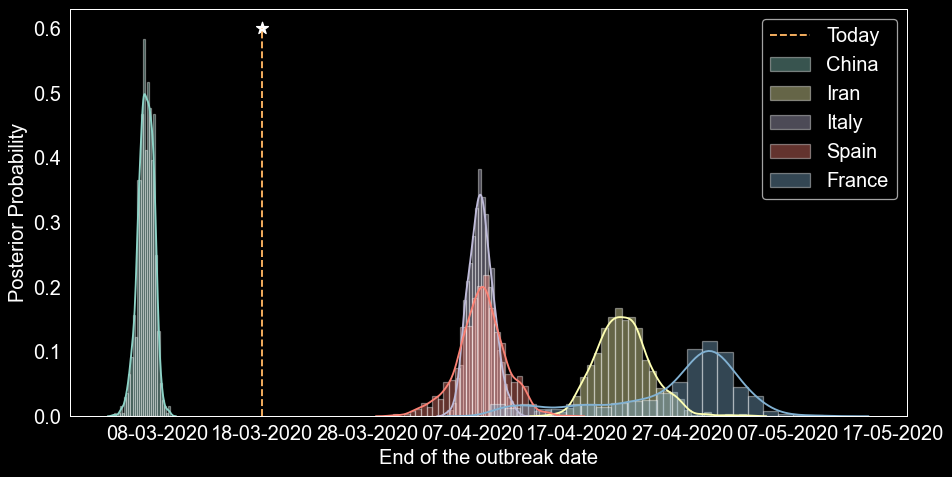 Posterior Probability
0.6
0.5
0.4
0.3
0.2
0.1
0.0
Today
China
Iran
Italy
Spain
France
08-03-2020 18-03-2020 28-03-2020 07-04-2020 17-04-2020 27-04-2020 07-05-2020 17-05-2020
End of the outbreak date